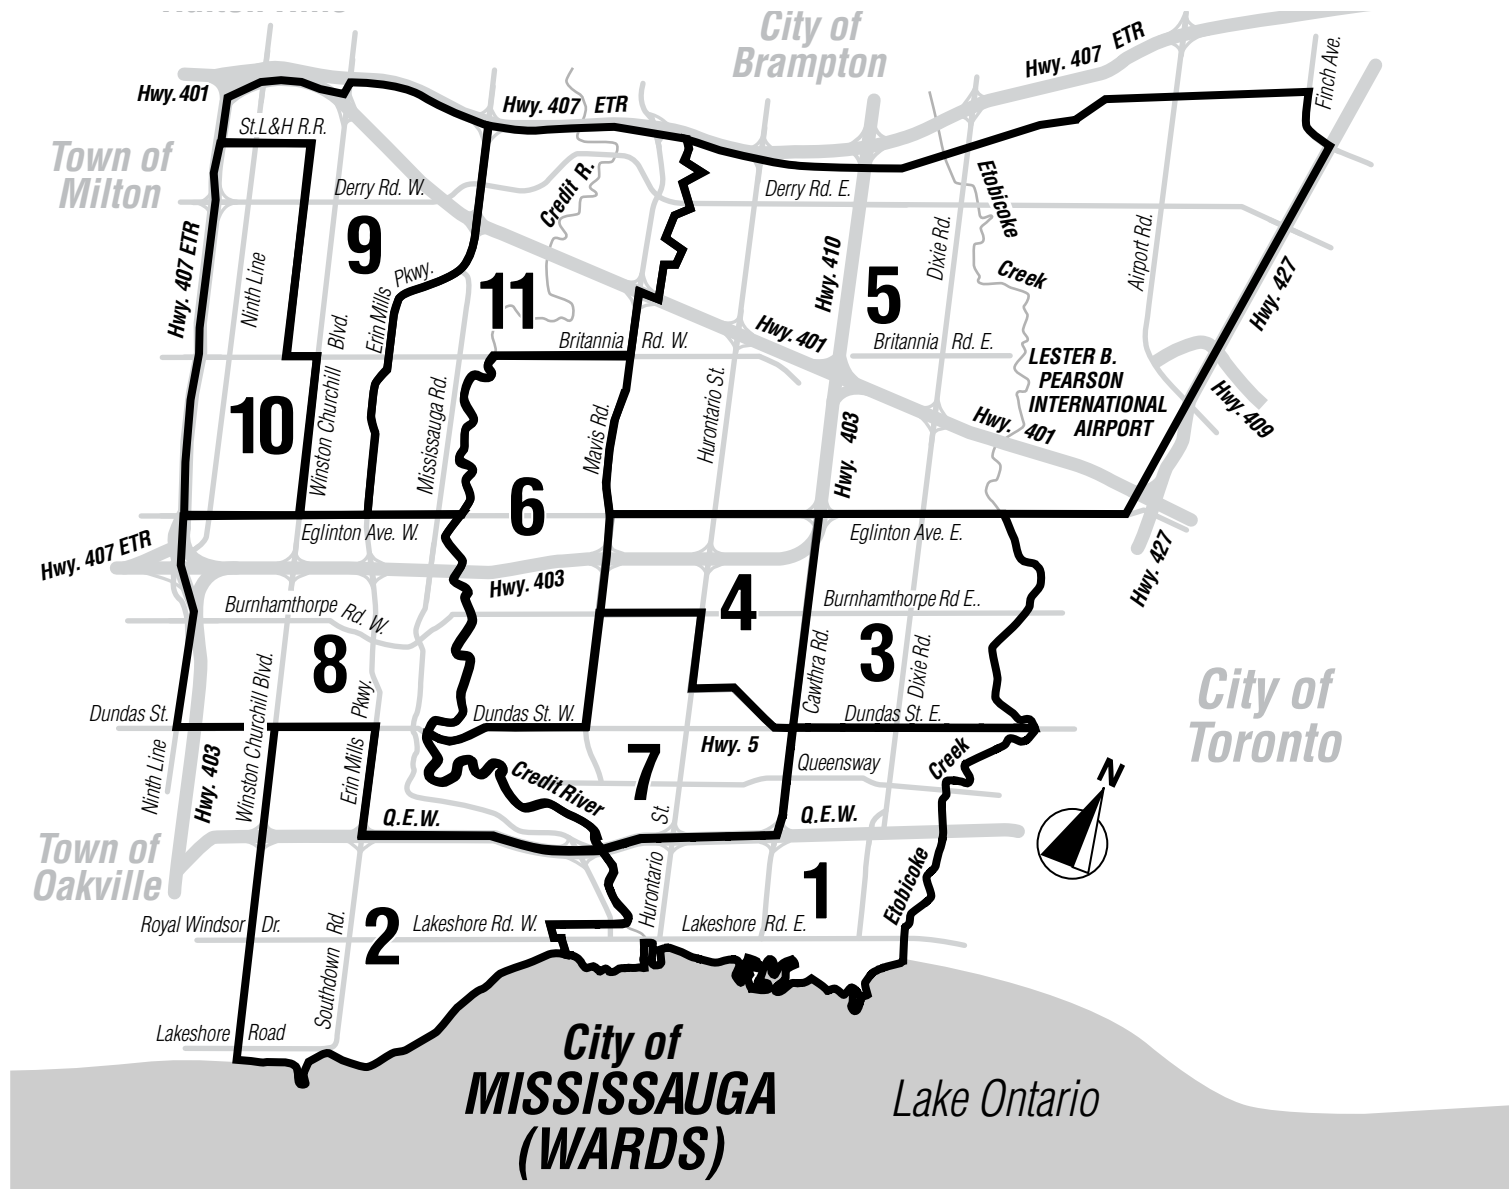 City of
Brampton
Hwy. 407 ETR
Finch Ave.
Hwy. 401
Hwy. 407 ETR
St.L&H R.R.
Town of
Milton
Derry Rd. W.
Credit R.
Derry Rd. E.
Etobicoke
Creek
9
Hwy. 407 ETR
Ninth Line
Erin Mills
Pkwy.
11
Hwy. 410
5
Dixie Rd.
Airport Rd.
Hwy. 427
Winston Churchill
Blvd.
Britannia Rd. W.
Hwy. 401
Britannia Rd. E.
LESTER B.
PEARSON
INTERNATIONAL
AIRPORT
Hwy. 409
10
Mississauga Rd.
Mavis Rd.
Hurontario St.
Hwy. 403
Hwy. 401
6
Eglinton Ave. W.
Eglinton Ave. E.
Hwy. 407 ETR
Hwy. 403
Hwy. 427
Burnhamthorpe Rd. W.
4
Burnhamthorpe Rd E..
8
3
Cawthra Rd.
Dixie Rd.
City of
Toronto
Dundas St.
Winston Churchill Blvd.
Erin Mills
Pkwy.
Dundas St. W.
Hwy. 5
Dundas St. E.
Ninth Line
Hwy. 403
Credit River
7
Queensway
Creek
N
Q.E.W.
Q.E.W.
Town of
Oakville
Hurontario
St.
1
Etobicoke
Royal Windsor Dr.
Southdown Rd.
2
Lakeshore Rd. W.
Lakeshore Rd. E.
Lakeshore Road
City of
MISSISSAUGA
(WARDS)
Lake Ontario